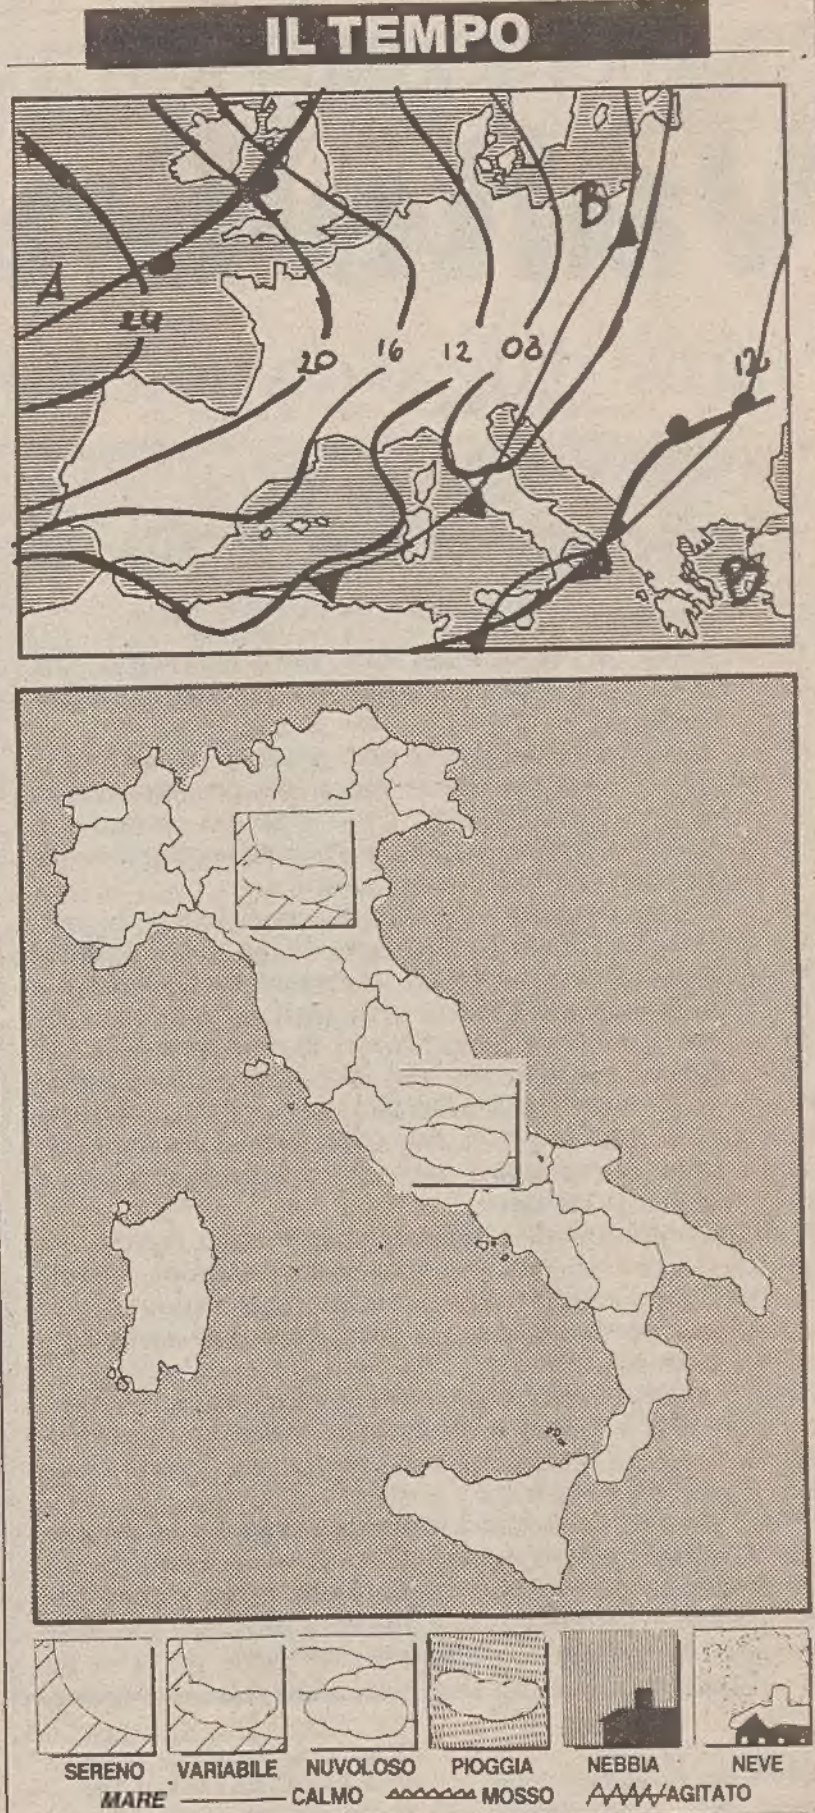 IL TEMPO
B
A
24
20 16 12 08
12
SERENO VARIABILE NUVOLOSO PIOGGIA NEBBIA NEVE
MARE CALMO MOSSO AGITATO